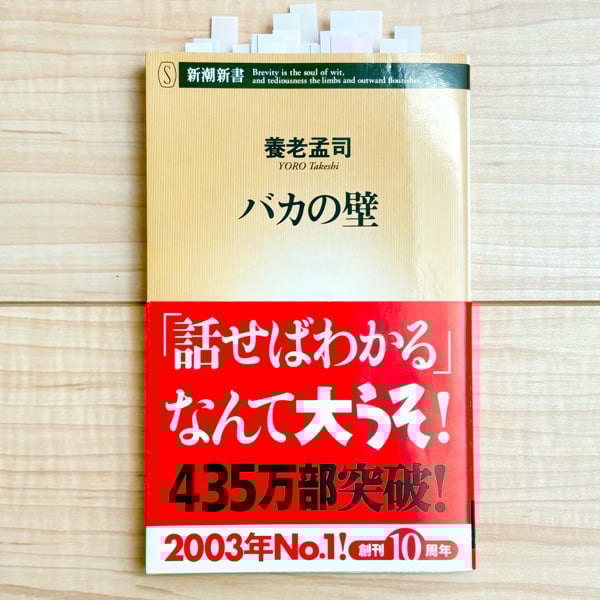 S 新潮新書 Brevity is the soul of wit,
and tediousness the limbs and outward flourishes.
養老孟司
YORO Takeshi
バカの壁
「話せばわかる」
なんて大うそ!
435万部突破!
2003年No.1! 創刊10周年